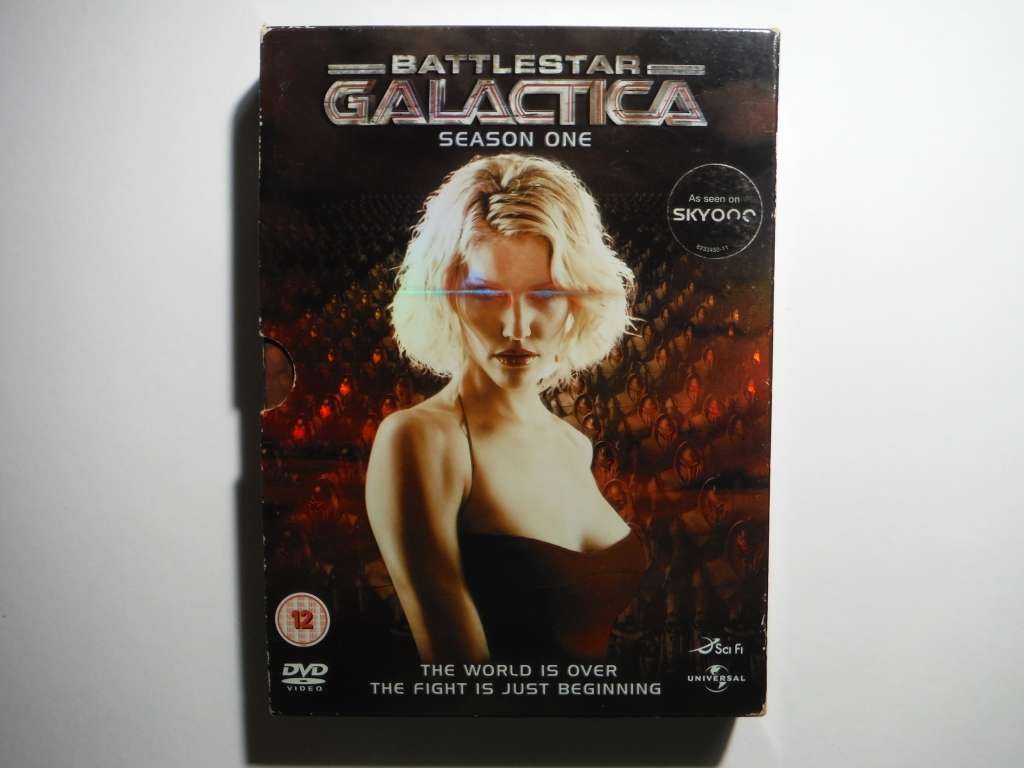 BATTLESTAR
GALACTICA
SEASON ONE
As seen on
SKY
12
DVD
VIDEO
THE WORLD IS OVER
THE FIGHT IS JUST BEGINNING
Sci Fi
UNIVERSAL